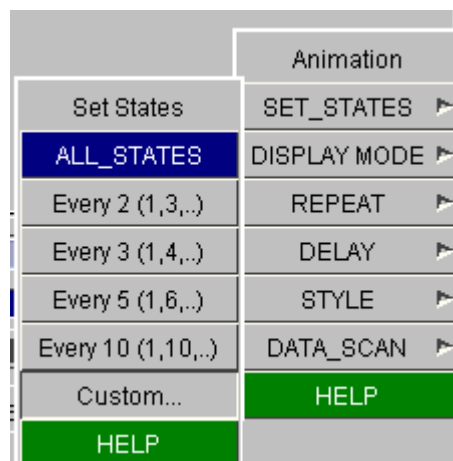 Animation
Set States
SET_STATES
ALL_STATES
DISPLAY MODE
Every 2 (1,3,..)
REPEAT
Every 3 (1,4,..)
DELAY
Every 5 (1,6,..)
STYLE
Every 10 (1,10,..)
DATA_SCAN
Custom...
HELP
HELP